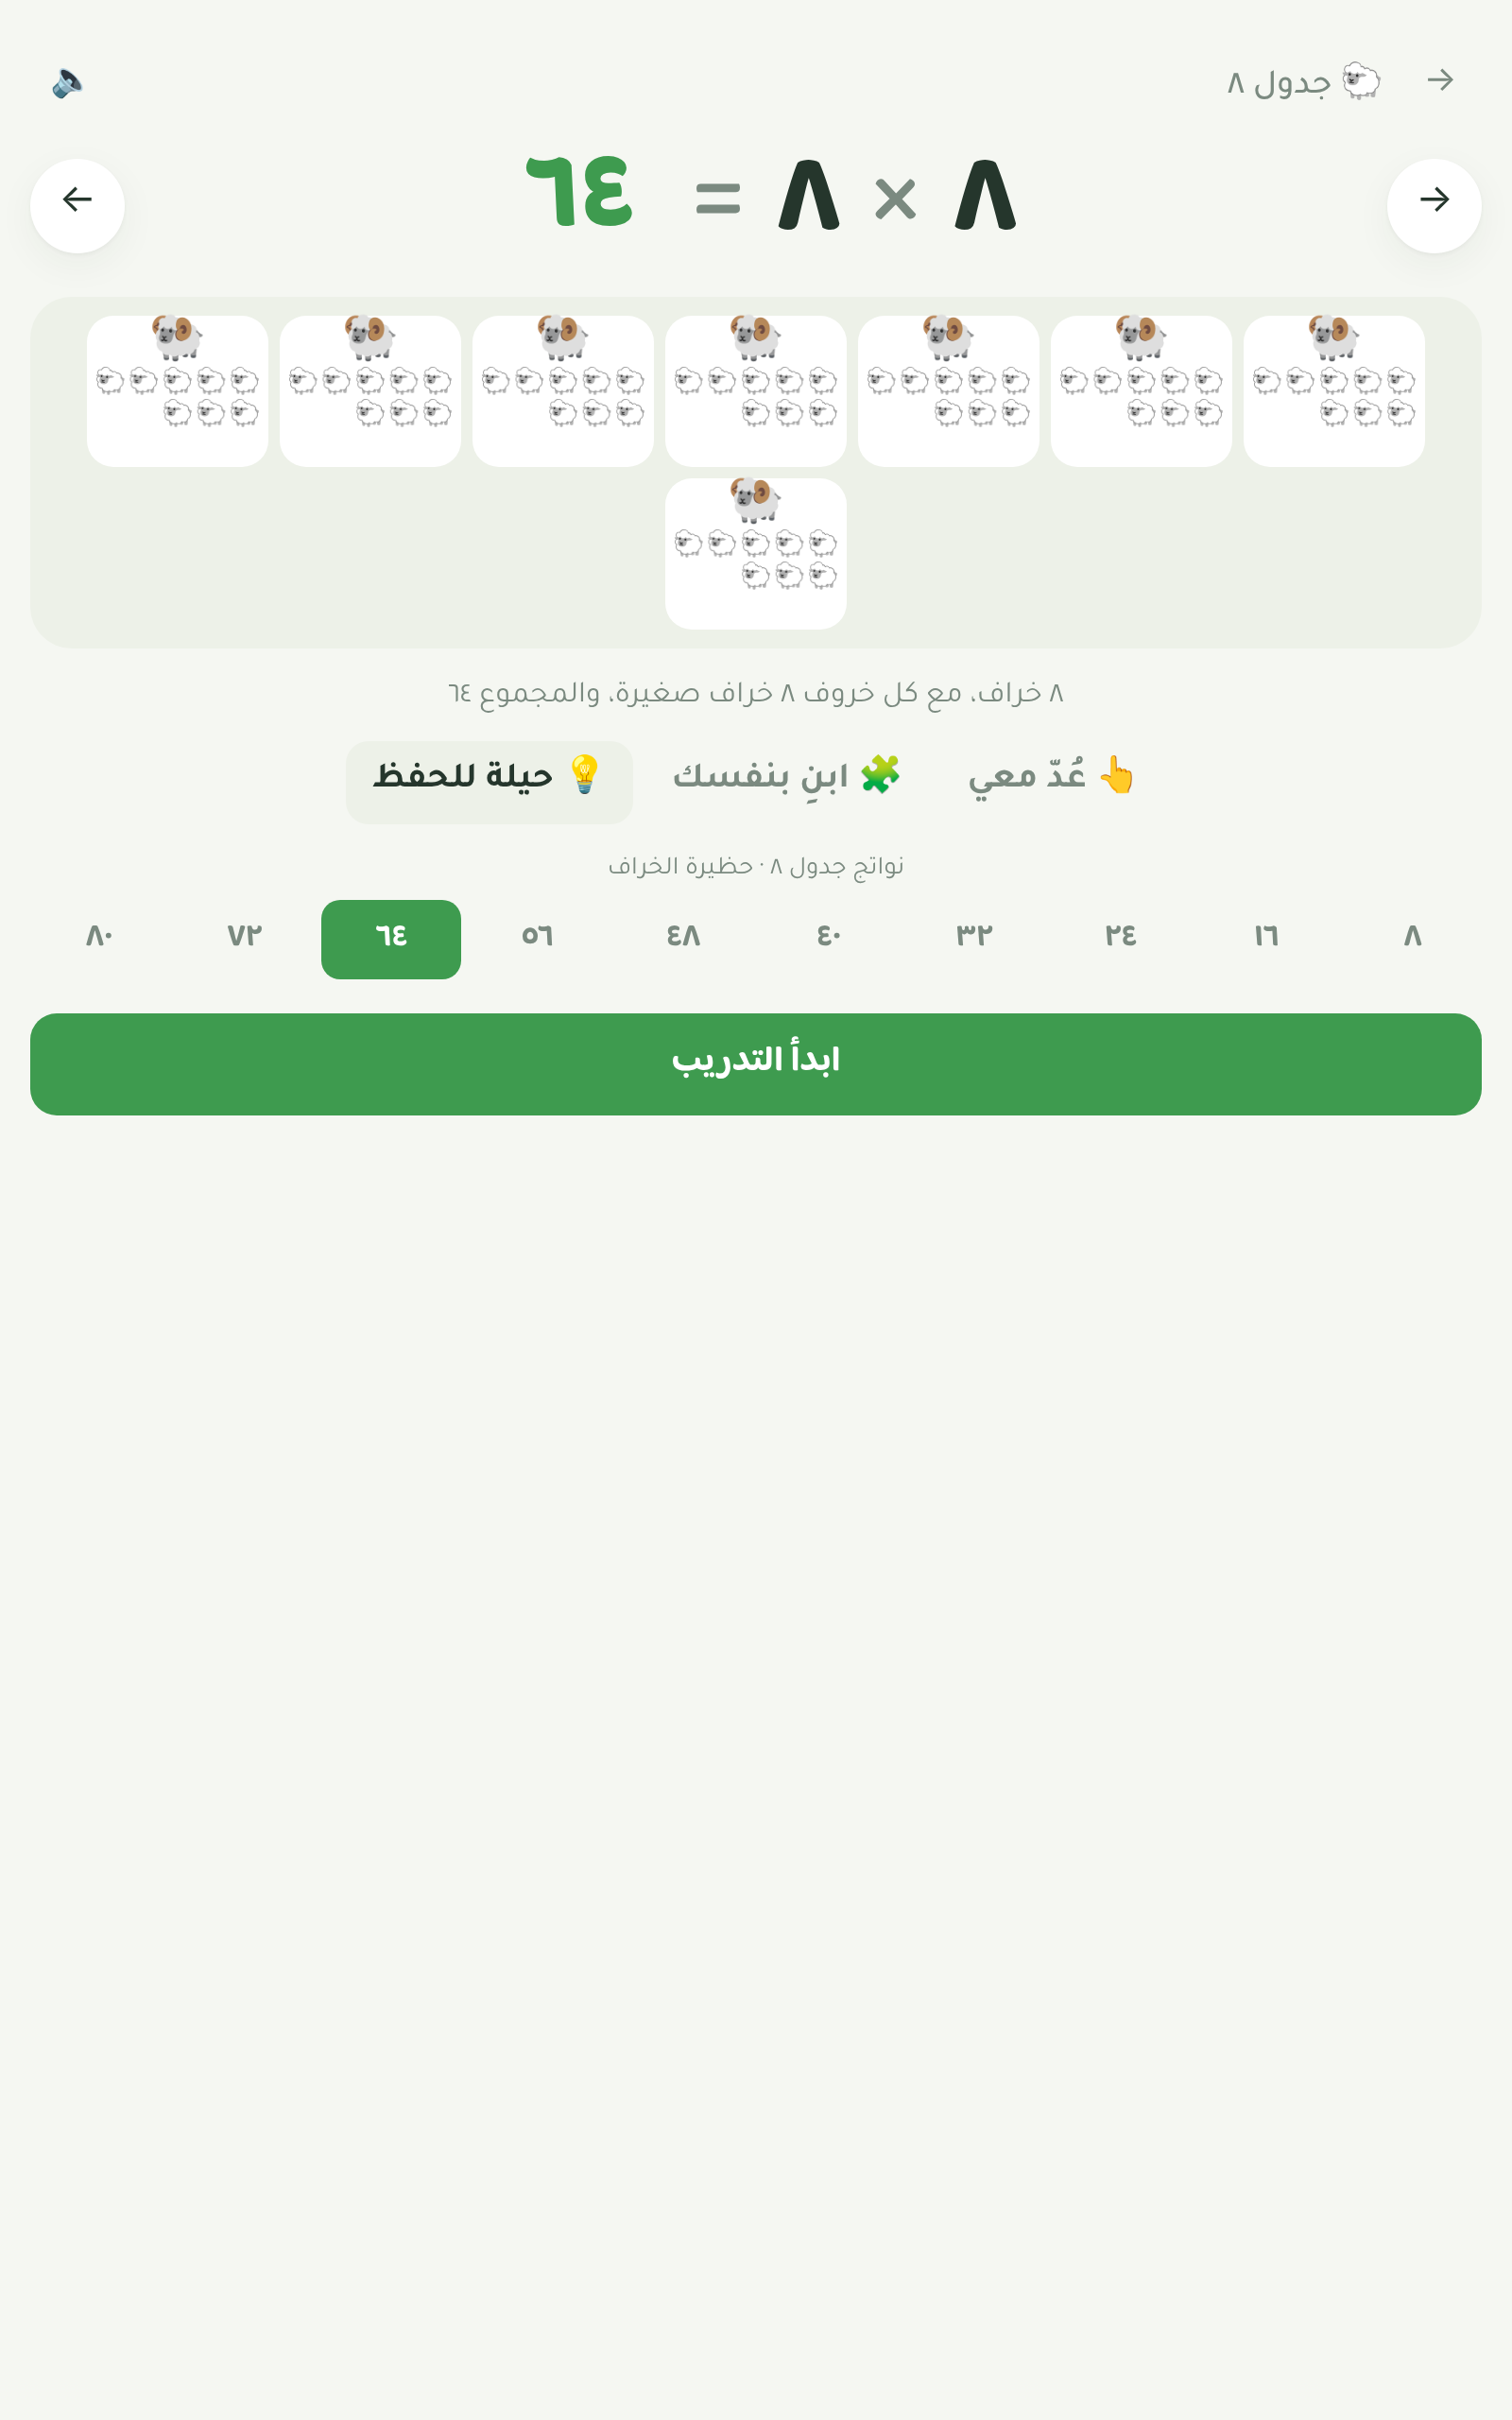 → 🐑 جدول ٨ 🔈
→ ٨ × ٨ = ٦٤ ←
٨ خراف، مع كل خروف ٨ خراف صغيرة، والمجموع ٦٤
👆 عُدّ معي 🧩 ابنِ بنفسك 💡 حيلة للحفظ
نواتج جدول ٨ · حظيرة الخراف
٨ ١٦ ٢٤ ٣٢ ٤٠ ٤٨ ٥٦ ٦٤ ٧٢ ٨٠
ابدأ التدريب